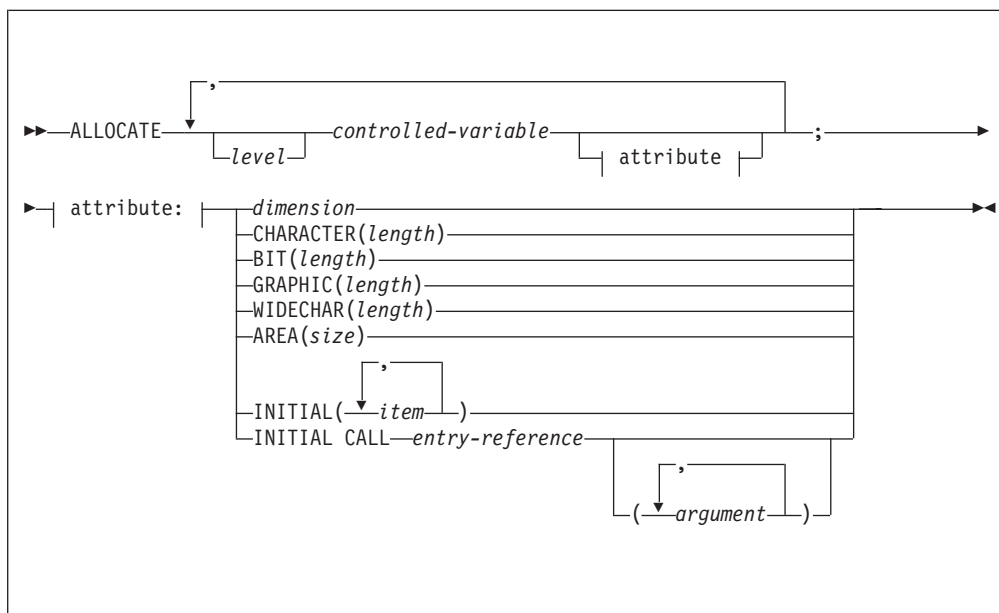 ,
ALLOCATE level controlled-variable attribute ;
attribute: dimension
CHARACTER(length)
BIT(length)
GRAPHIC(length)
WIDECHAR(length)
AREA(size)
,
INITIAL( item )
INITIAL CALL entry-reference
,
( argument )